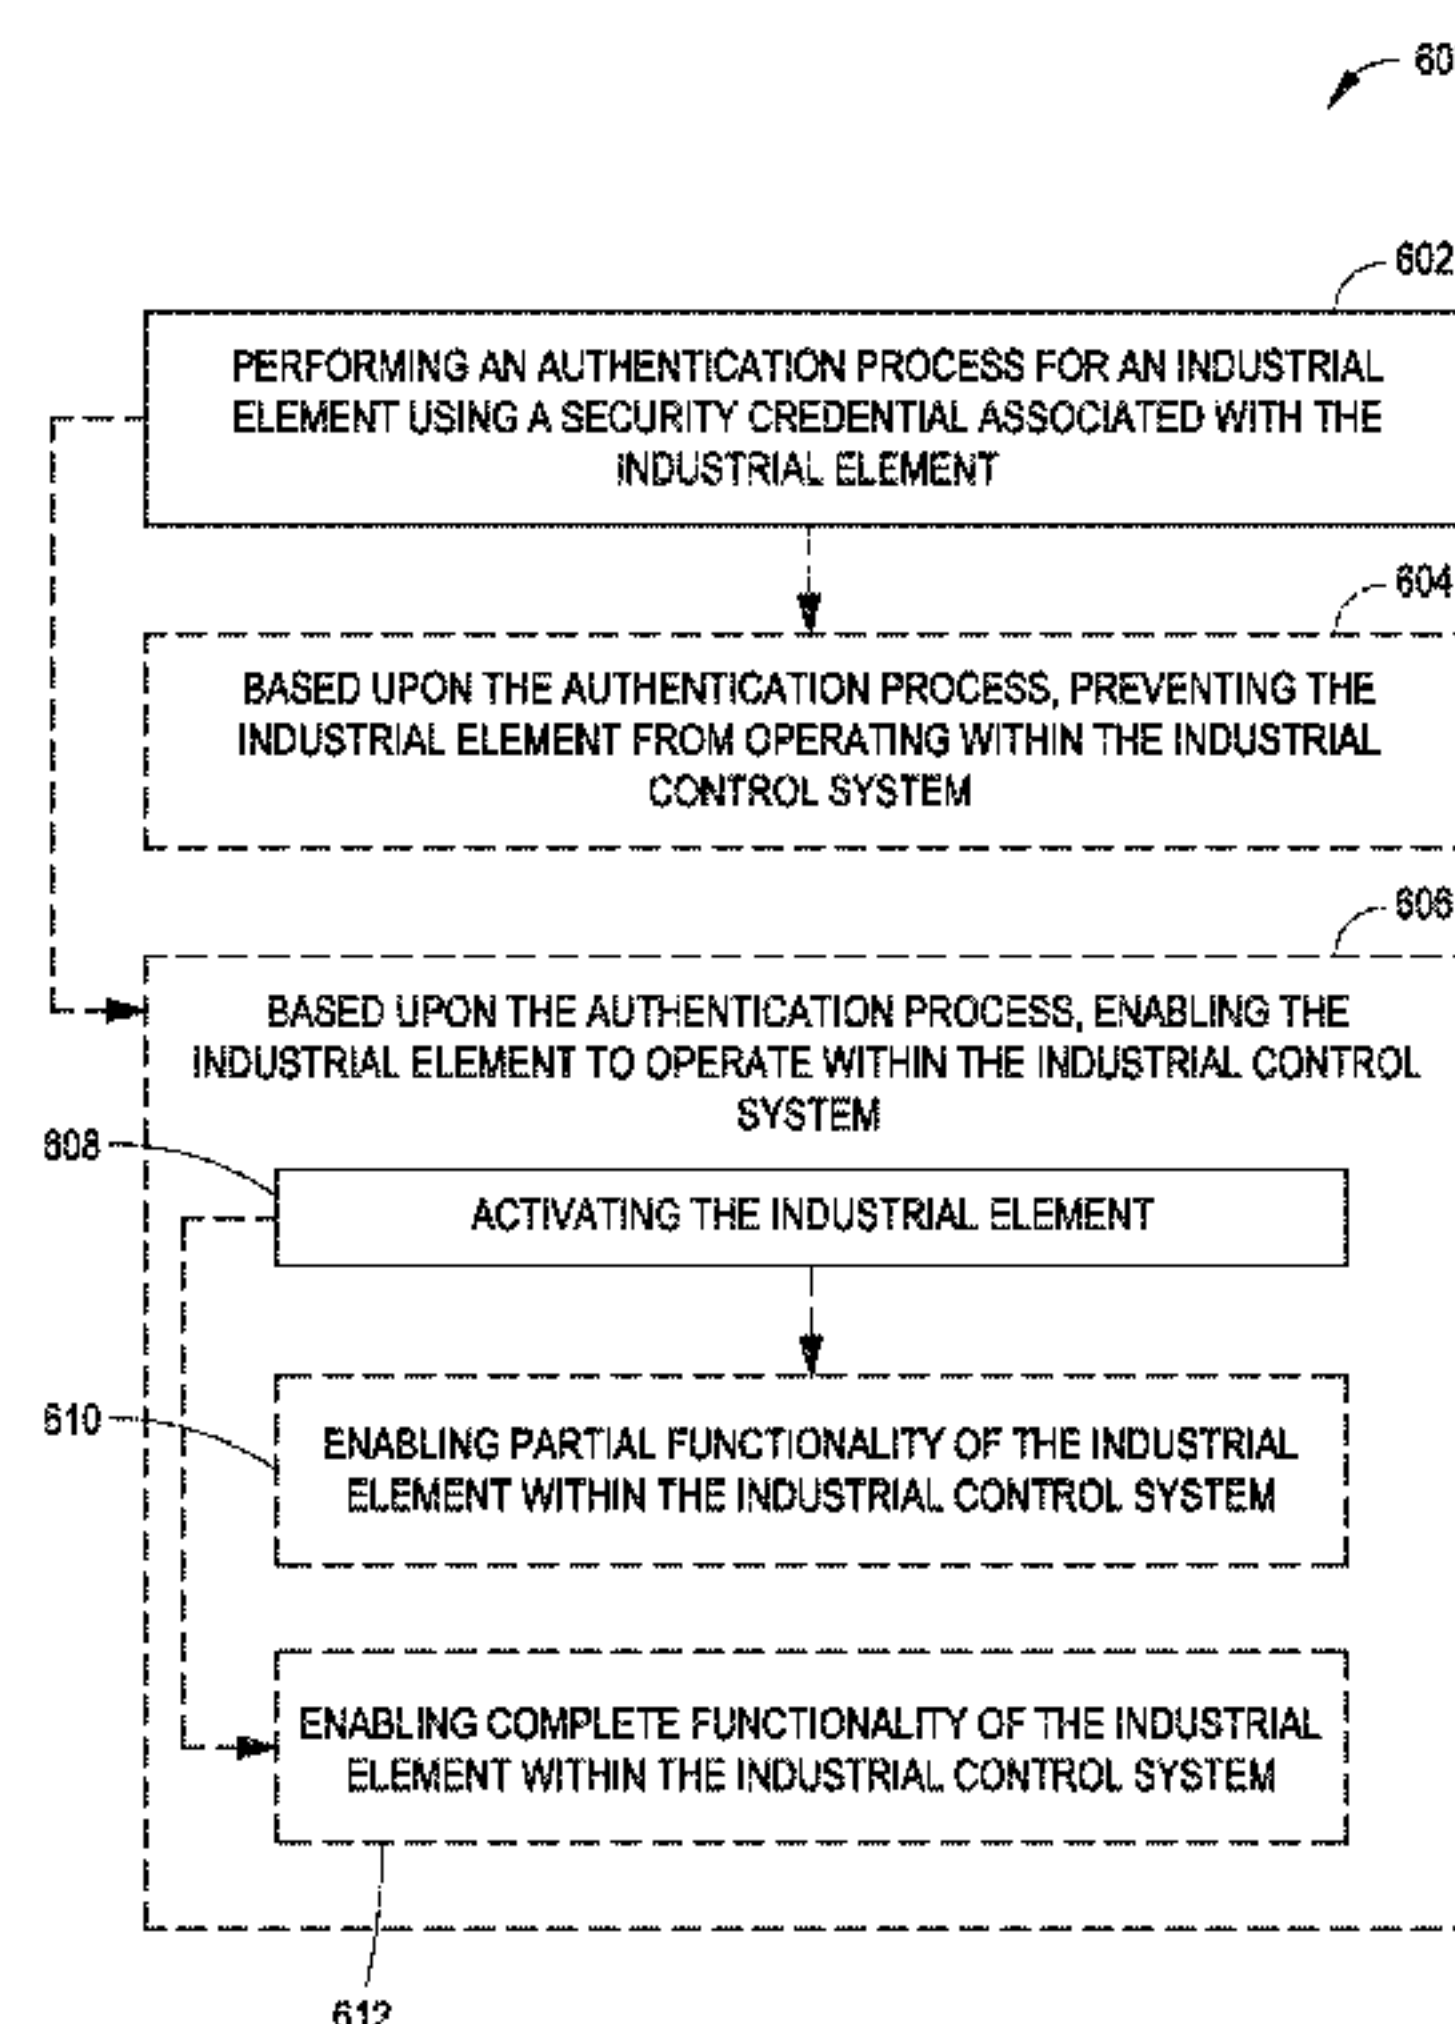 60
602
PERFORMING AN AUTHENTICATION PROCESS FOR AN INDUSTRIAL
ELEMENT USING A SECURITY CREDENTIAL ASSOCIATED WITH THE
INDUSTRIAL ELEMENT
604
BASED UPON THE AUTHENTICATION PROCESS, PREVENTING THE
INDUSTRIAL ELEMENT FROM OPERATING WITHIN THE INDUSTRIAL
CONTROL SYSTEM
606
BASED UPON THE AUTHENTICATION PROCESS, ENABLING THE
INDUSTRIAL ELEMENT TO OPERATE WITHIN THE INDUSTRIAL CONTROL
SYSTEM
608
ACTIVATING THE INDUSTRIAL ELEMENT
610
ENABLING PARTIAL FUNCTIONALITY OF THE INDUSTRIAL
ELEMENT WITHIN THE INDUSTRIAL CONTROL SYSTEM
ENABLING COMPLETE FUNCTIONALITY OF THE INDUSTRIAL
ELEMENT WITHIN THE INDUSTRIAL CONTROL SYSTEM
612